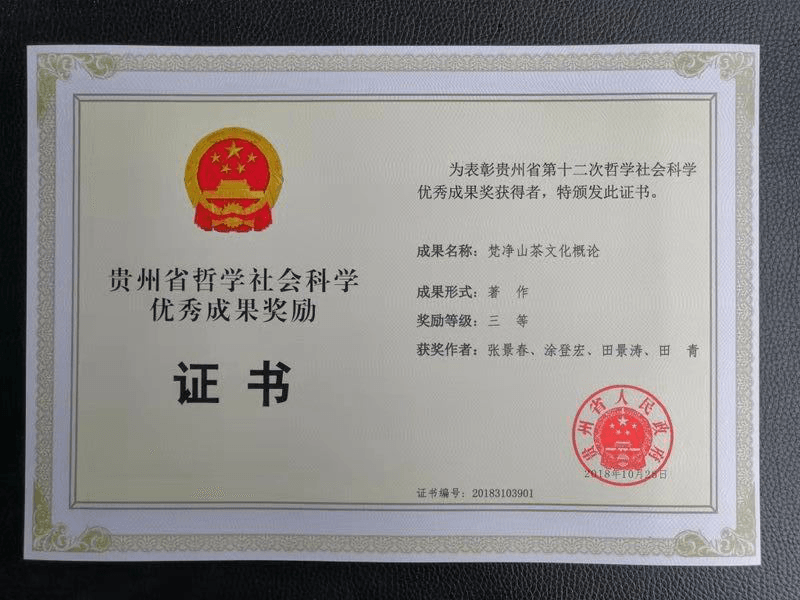 贵州省哲学社会科学
优秀成果奖励
证 书
为表彰贵州省第十二次哲学社会科学
优秀成果奖获得者，特颁发此证书。
成果名称：梵净山茶文化概论
成果形式：著 作
奖励等级：三 等
获奖作者：张景春、涂登宏、田景涛、田 青
贵州省人民政府
2018年10月26日
证书编号：20183103901